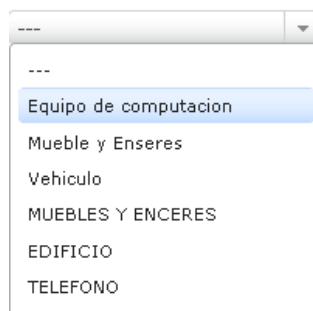 ---
---
Equipo de computacion
Mueble y Enseres
Vehiculo
MUEBLES Y ENCERES
EDIFICIO
TELEFONO